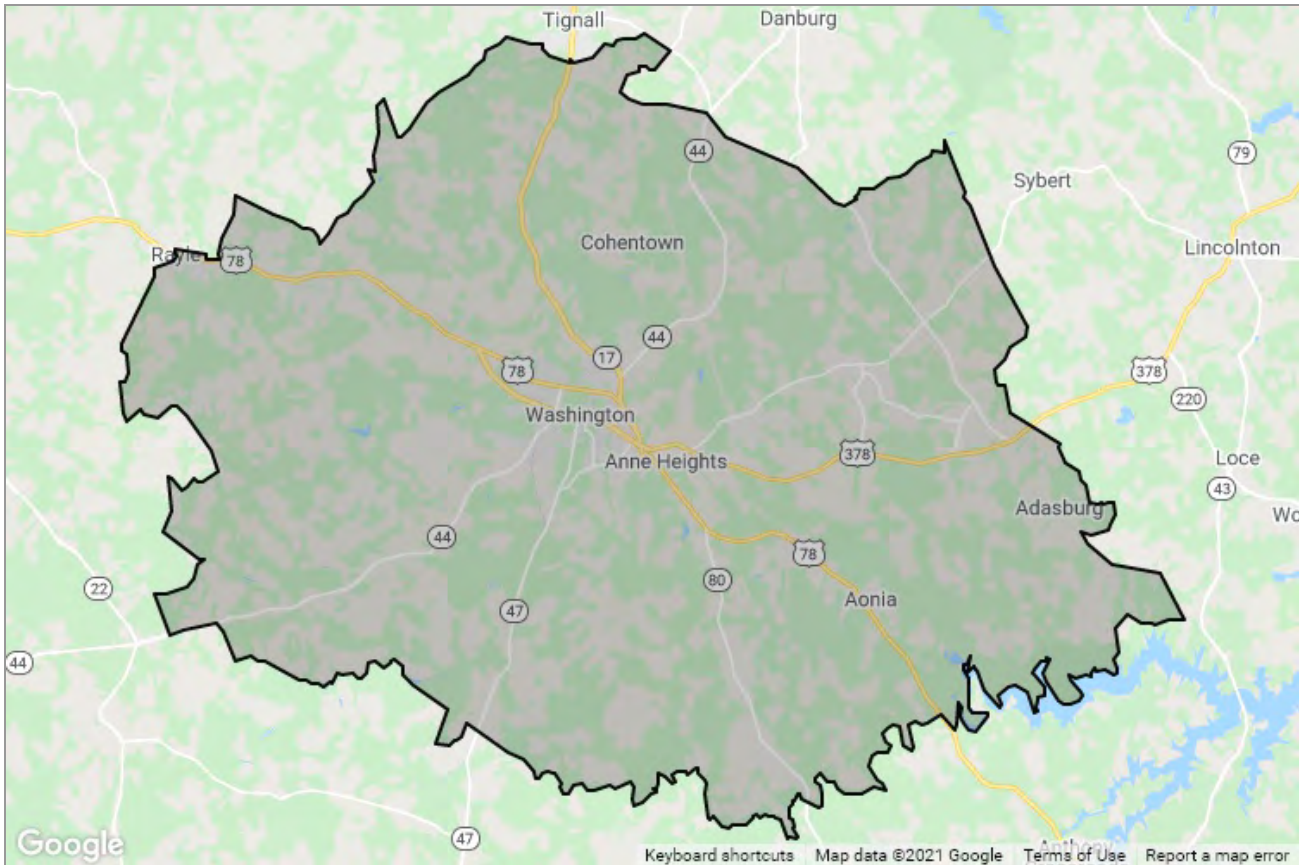 Tignall
Danburg
44
79
Sybert
Cohentown
Lincolnton
Rayle
78
44
17
78
378
220
Washington
378
Anne Heights
Loce
43
Adasburg
Wo
44
78
22
80
47
Aonia
44
47
Anthony
Google
Keyboard shortcuts
Map data ©2021 Google
Terms of Use
Report a map error